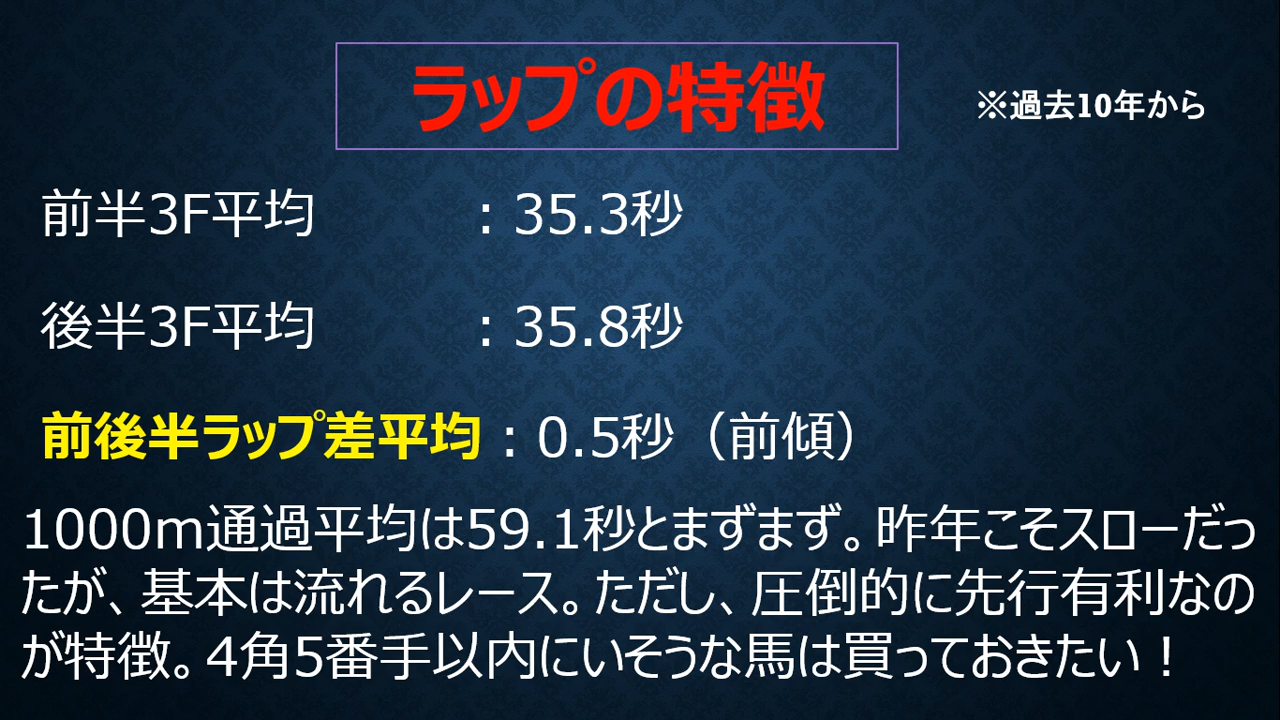 ラップの特徴
※過去10年から
前半3F平均 : 35.3秒
後半3F平均 : 35.8秒
前後半ラップ差平均 : 0.5秒（前傾）
1000m通過平均は59.1秒とまずまず。昨年こそスローだっ
たが、基本は流れるレース。ただし、圧倒的に先行有利なの
が特徴。4角5番手以内にいそうな馬は買っておきたい！